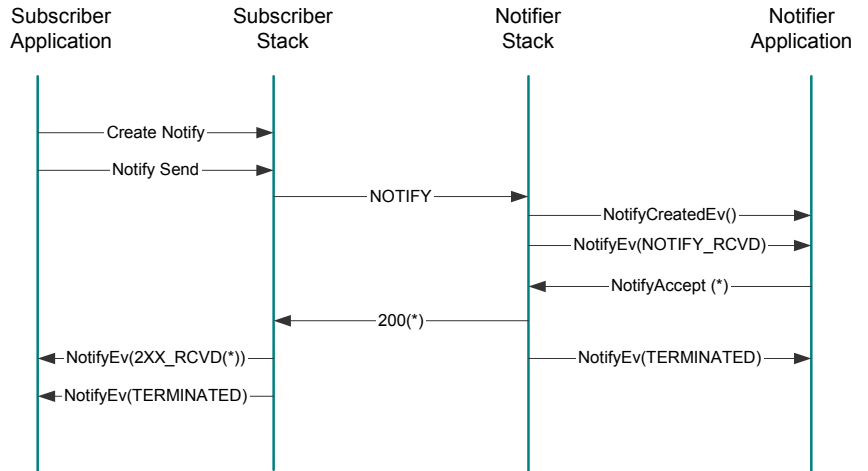 Subscriber Application
Subscriber Stack
Notifier Stack
Notifier Application
Create Notify
Notify Send
NOTIFY
NotifyCreatedEv()
NotifyEv(NOTIFY_RCVD)
NotifyAccept (*)
200(*)
NotifyEv(2XX_RCVD(*))
NotifyEv(TERMINATED)
NotifyEv(TERMINATED)